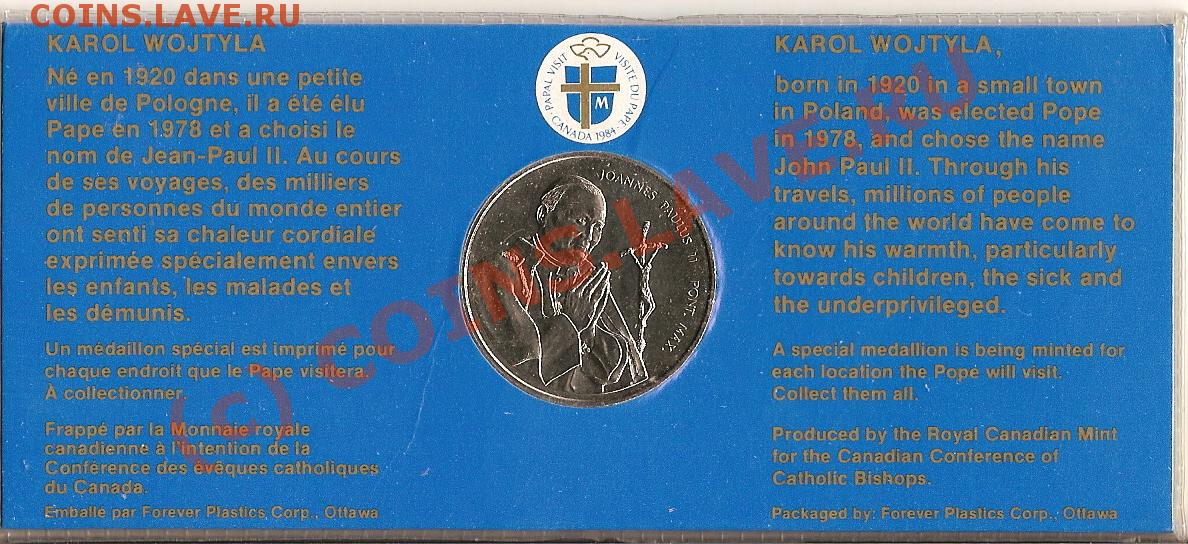 COINS.LAVE.RU
KAROL WOJTYLA
Né en 1920 dans une petite
ville de Pologne, il a été élu
Pape en 1978 et a choisi le
nom de Jean-Paul II. Au cours
de ses voyages, des milliers
de personnes du monde entier
ont senti sa chaleur cordiale
exprimée spécialement envers
les enfants, les malades et
les démunis.
Un médaillon spécial est imprimé pour
chaque endroit que le Pape visitera.
À collectionner.
Frappé par la Monnaie royale
canadienne à l'intention de la
Conférence des évêques catholiques
du Canada.
Emballé par Forever Plastics Corp., Ottawa
PAPAL VISIT · VISITE DU PAPE ·
CANADA 1984
M
JOANNES PAULUS II PONT. MAX.
KAROL WOJTYLA,
born in 1920 in a small town
in Poland, was elected Pope
in 1978, and chose the name
John Paul II. Through his
travels, millions of people
around the world have come to
know his warmth, particularly
towards children, the sick and
the underprivileged.
A special medallion is being minted for
each location the Pope will visit.
Collect them all.
Produced by the Royal Canadian Mint
for the Canadian Conference of
Catholic Bishops.
Packaged by: Forever Plastics Corp., Ottawa
(c) COINS.LAVE.RU